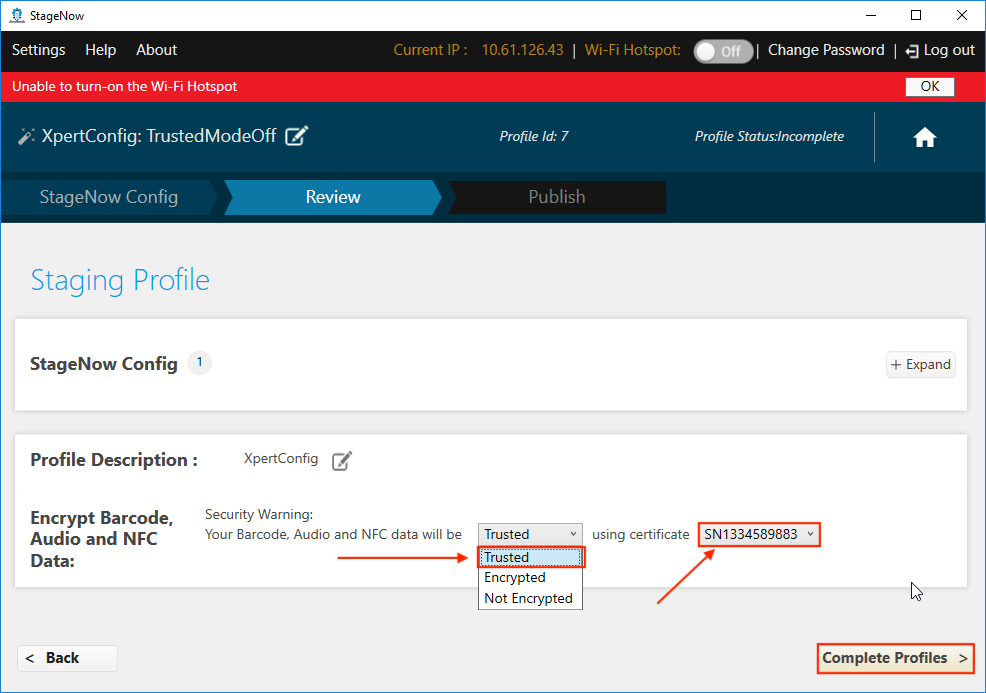 StageNow
Settings Help About Current IP : 10.61.126.43 | Wi-Fi Hotspot: Off | Change Password | Log out
Unable to turn-on the Wi-Fi Hotspot OK
XpertConfig: TrustedModeOff Profile Id: 7 Profile Status:Incomplete
StageNow Config Review Publish
Staging Profile
StageNow Config 1 + Expand
Profile Description : XpertConfig
Encrypt Barcode, Audio and NFC Data:
Security Warning:
Your Barcode, Audio and NFC data will be Trusted using certificate SN1334589883
Trusted
Encrypted
Not Encrypted
< Back Complete Profiles >